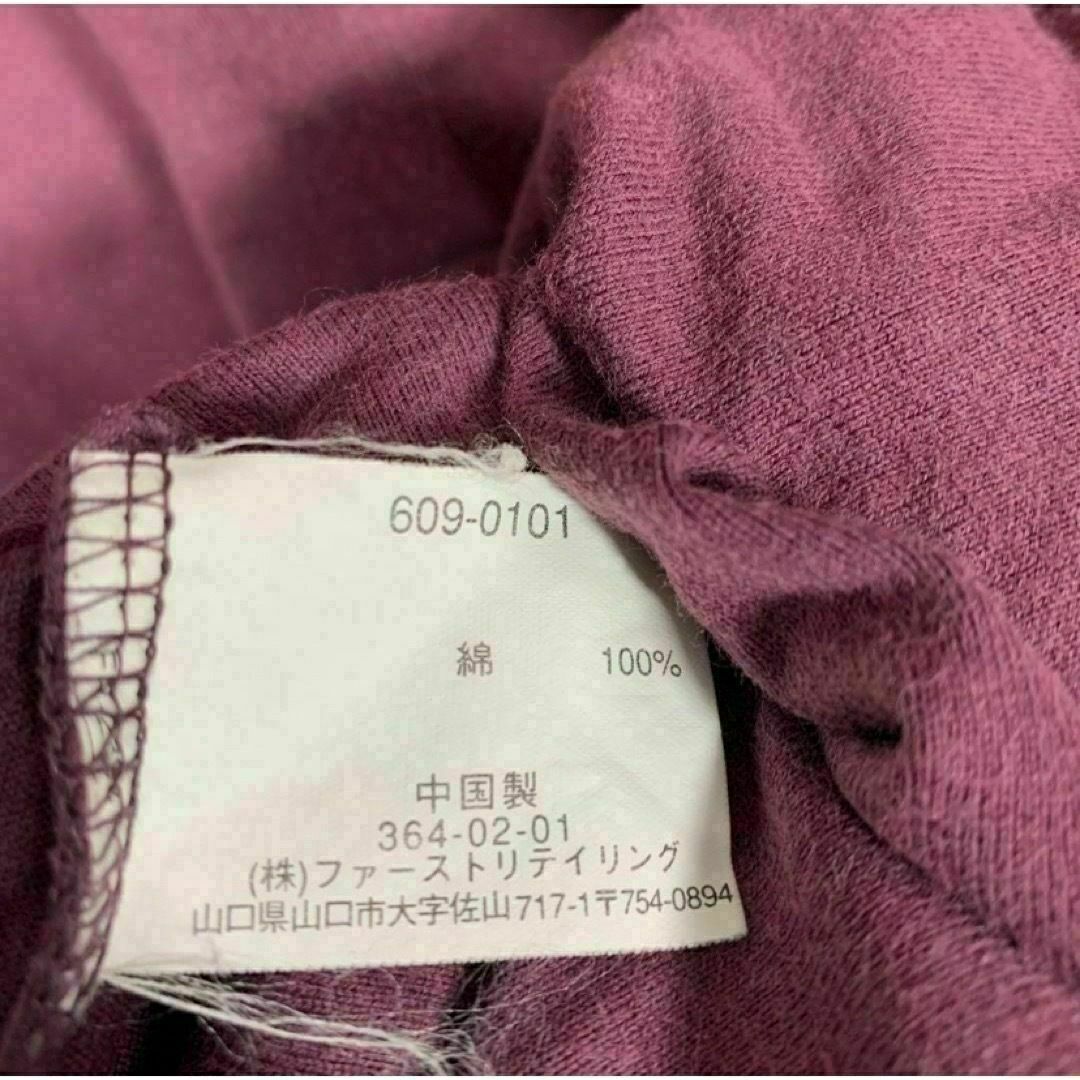 609-0101
綿 100%
中国製
364-02-01
(株)ファーストリテイリング
山口県山口市大字佐山717-1〒754-0894